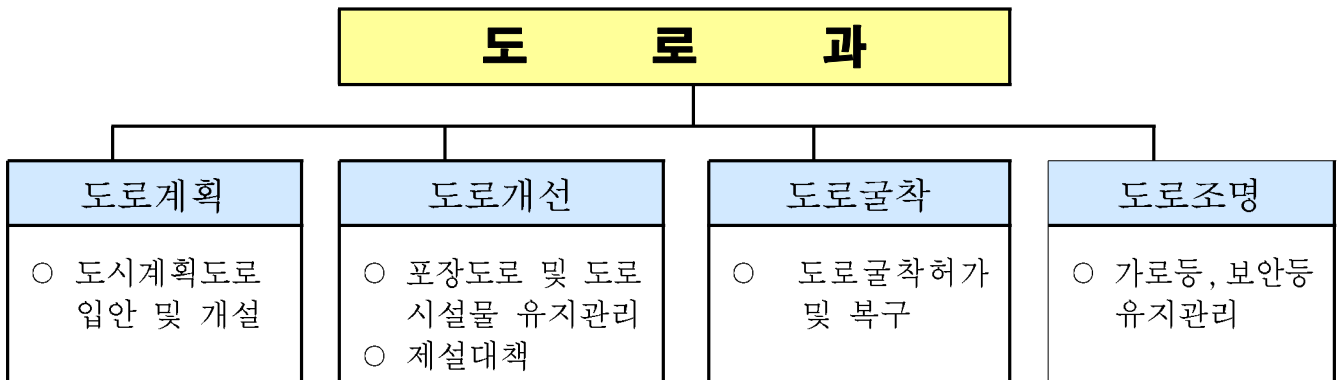 도 로 과
도로계획
○ 도시계획도로
입안 및 개설
도로개선
○ 포장도로 및 도로
시설물 유지관리
○ 제설대책
도로굴착
○ 도로굴착허가
및 복구
도로조명
○ 가로등, 보안등
유지관리